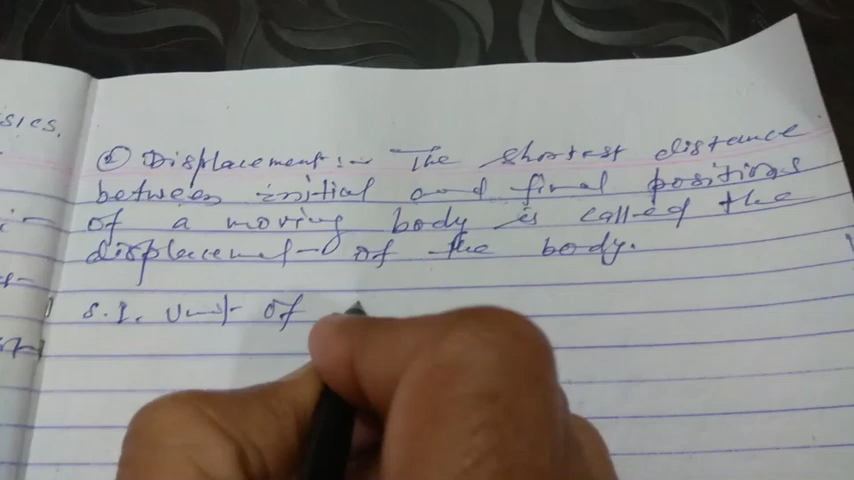 sics.
② Displacement :- The shortest distance
between initial and final positions
of a moving body is called the
displacement of the body.
S.I. Unit of